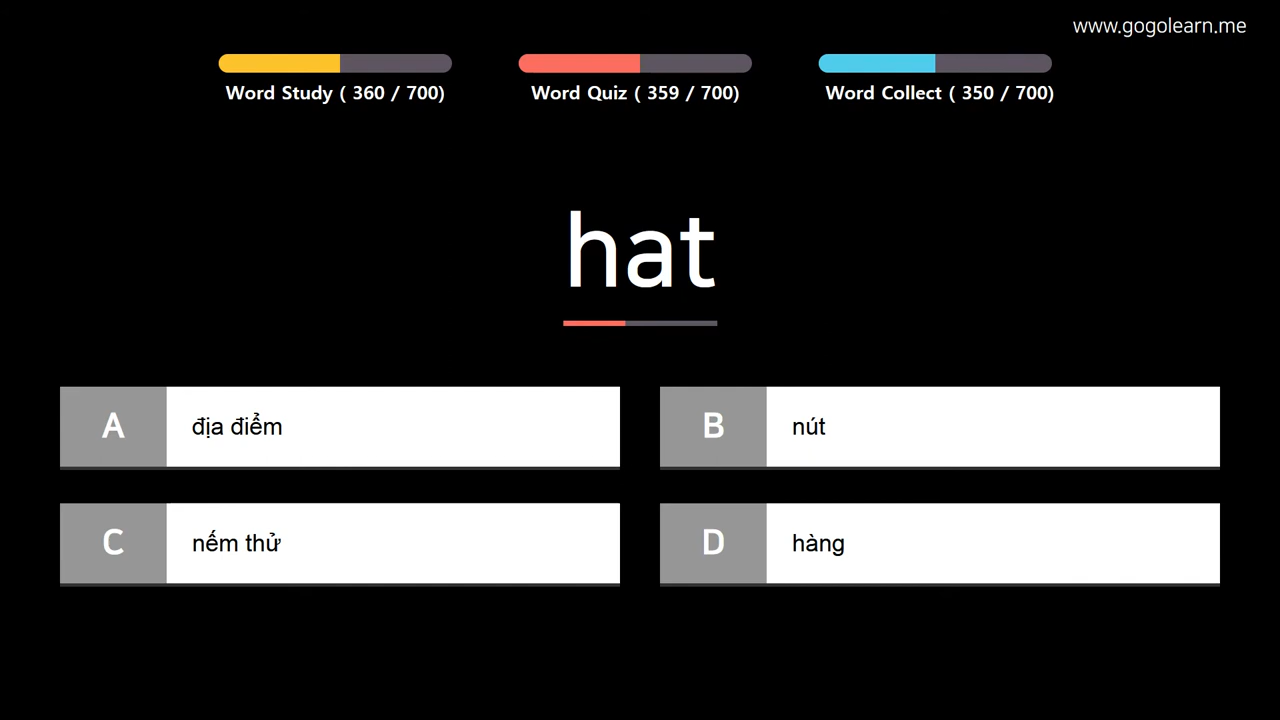 www.gogolearn.me
Word Study ( 360 / 700)
Word Quiz ( 359 / 700)
Word Collect ( 350 / 700)
hat
A
địa điểm
B
nút
C
nếm thử
D
hàng